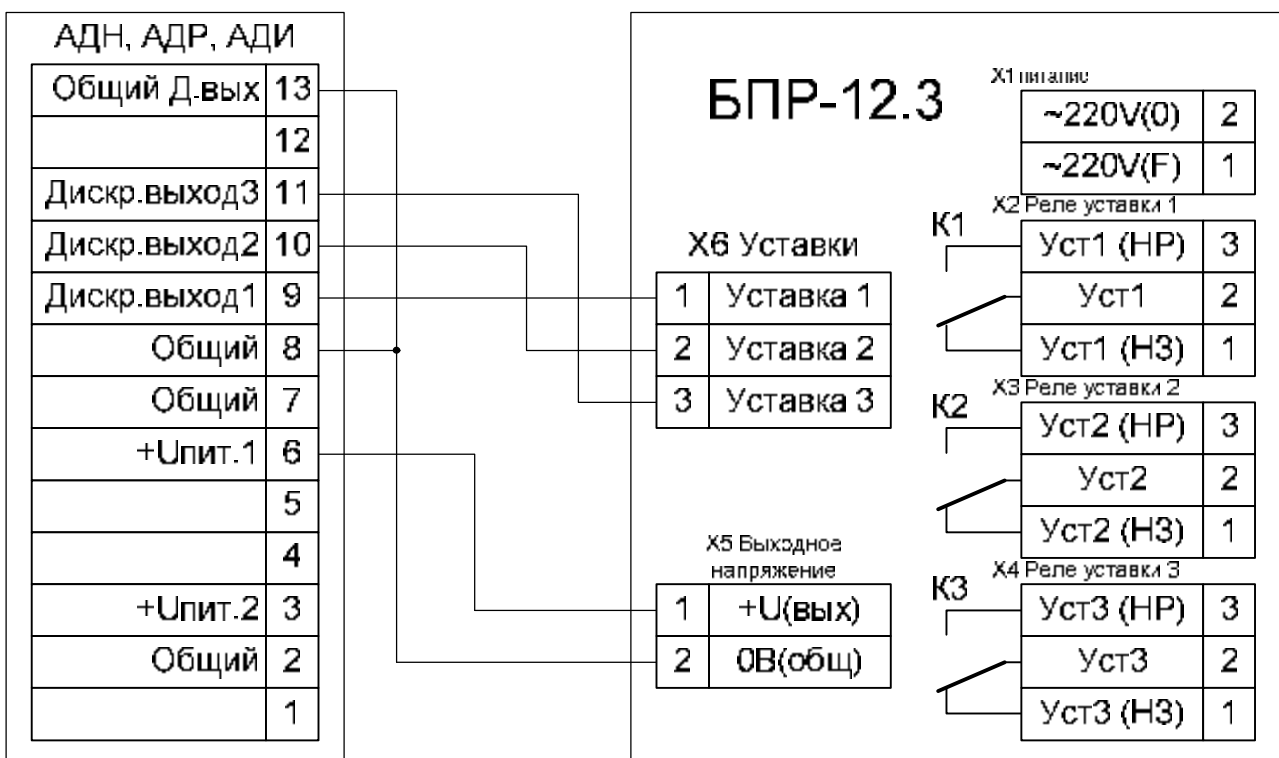 АДН, АДР, АДИ
Общий Д.вых 13
12
Дискр.выход3 11
Дискр.выход2 10
Дискр.выход1 9
Общий 8
Общий 7
+Uпит.1 6
5
4
+Uпит.2 3
Общий 2
1
БПР-12.3
X6 Уставки
1 Уставка 1
2 Уставка 2
3 Уставка 3
X5 Выходное
напряжение
1 +U(вых)
2 0В(общ)
X1 питание
~220V(0) 2
~220V(F) 1
X2 Реле уставки 1
К1
Уст1 (НР) 3
Уст1 2
Уст1 (НЗ) 1
X3 Реле уставки 2
К2
Уст2 (НР) 3
Уст2 2
Уст2 (НЗ) 1
X4 Реле уставки 3
К3
Уст3 (НР) 3
Уст3 2
Уст3 (НЗ) 1